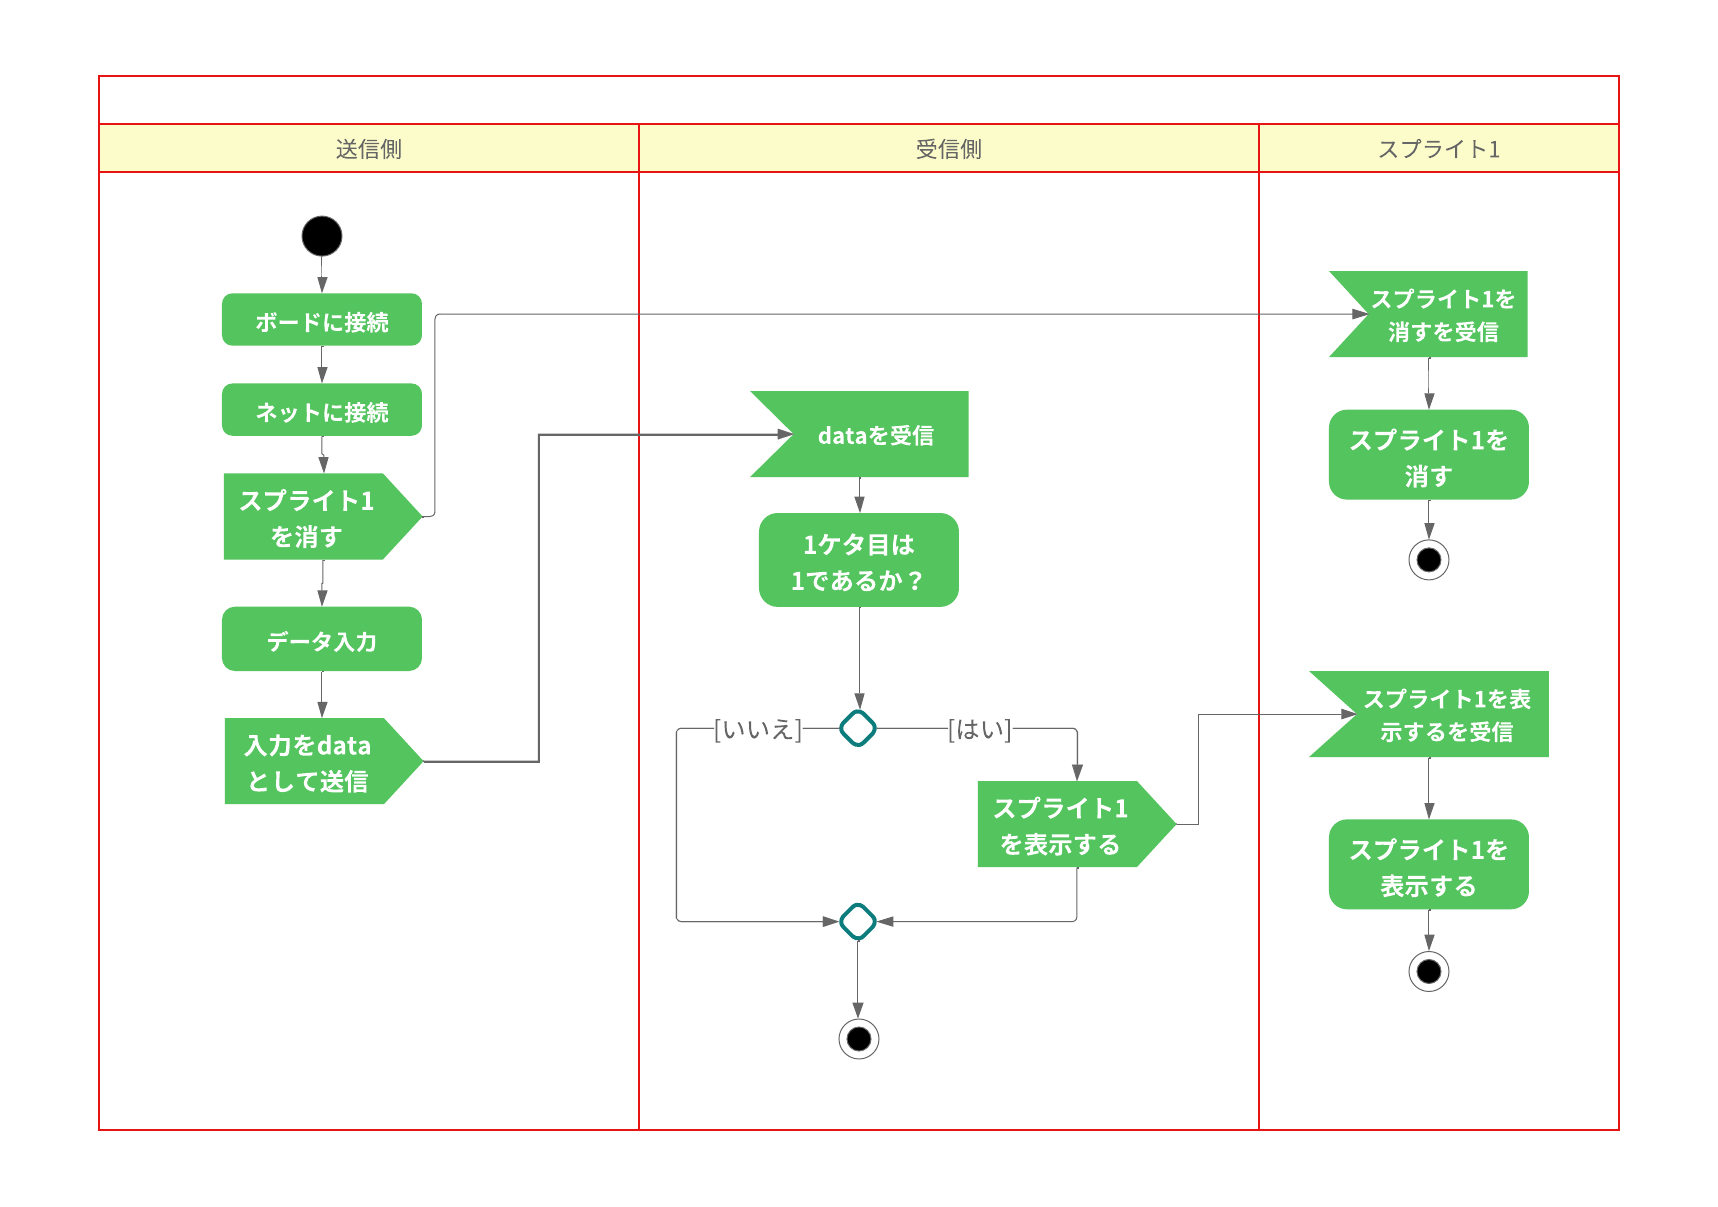 送信側
受信側
スプライト1
ボードに接続
ネットに接続
スプライト1
を消す
データ入力
入力をdata
として送信
dataを受信
1ケタ目は
1であるか？
[いいえ]
[はい]
スプライト1
を表示する
スプライト1を
消すを受信
スプライト1を
消す
スプライト1を表
示するを受信
スプライト1を
表示する